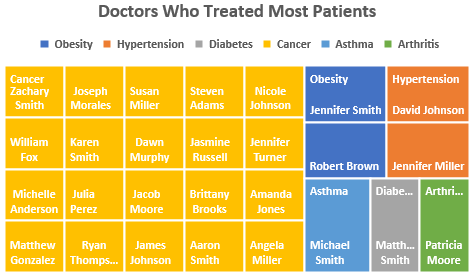 Doctors Who Treated Most Patients
Obesity Hypertension Diabetes Cancer Asthma Arthritis
Cancer
Zachary
Smith
Joseph
Morales
Susan
Miller
Steven
Adams
Nicole
Johnson
William
Fox
Karen
Smith
Dawn
Murphy
Jasmine
Russell
Jennifer
Turner
Michelle
Anderson
Julia
Perez
Jacob
Moore
Brittany
Brooks
Amanda
Jones
Matthew
Gonzalez
Ryan
Thomps...
James
Johnson
Aaron
Smith
Angela
Miller
Obesity
Jennifer Smith
Robert Brown
Hypertension
David Johnson
Jennifer Miller
Asthma
Michael
Smith
Diabe...
Matth...
Smith
Arthri...
Patricia
Moore